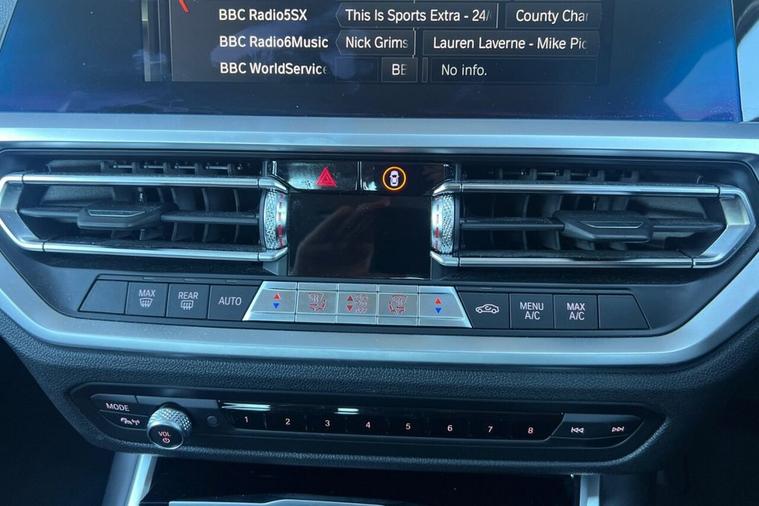 BBC Radio5SX This Is Sports Extra - 24/ County Cha
BBC Radio6Music Nick Grims Lauren Laverne - Mike Pic
BBC WorldService BE No info.
MAX REAR AUTO MENU A/C MAX A/C
MODE
VOL
1 2 3 4 5 6 7 8